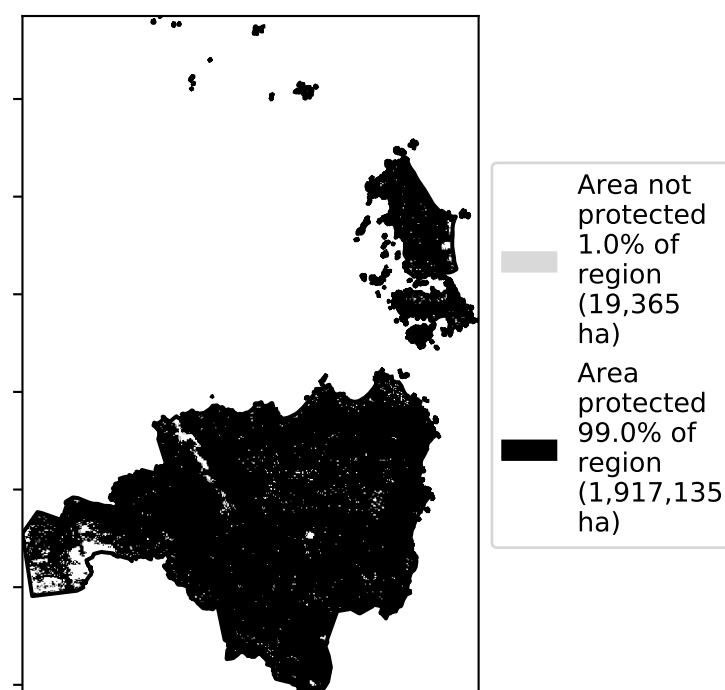 Area not
protected
1.0% of
region
(19,365
ha)
Area
protected
99.0% of
region
(1,917,135
ha)